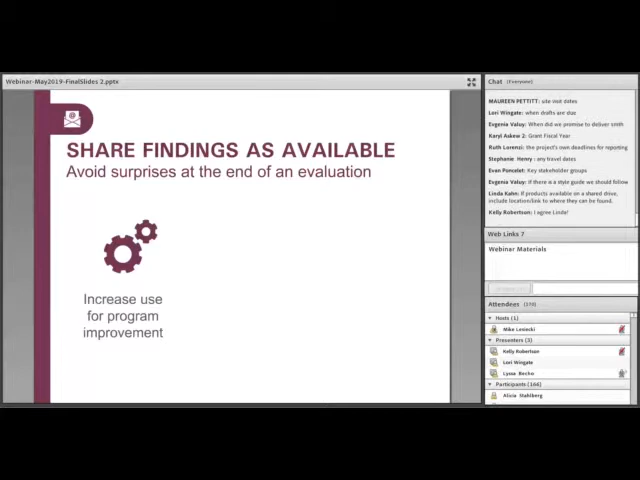 Webinar-May2019-FinalSlides 2.pptx
@
SHARE FINDINGS AS AVAILABLE
Avoid surprises at the end of an evaluation
Increase use
for program
improvement
Chat (Everyone)
MAUREEN PETTITT: site visit dates
Lori Wingate: when drafts are due
Evgenia Valuy: When did we promise to deliver smth
Karyl Askew 2: Grant Fiscal Year
Ruth Lorenzi: the project's own deadlines for reporting
Stephanie Henry: any travel dates
Evan Poncelet: Key stakeholder groups
Evgenia Valuy: If there is a style guide we should follow
Linda Kahn: If products available on a shared drive,
include location/link to where they can be found.
Kelly Robertson: I agree Linda!
Web Links 7
Webinar Materials
Attendees
Hosts (1)
Mike Lesiecki
Presenters (3)
Kelly Robertson
Lori Wingate
Lyssa Becho
Participants (166)
Alicia Stahlberg